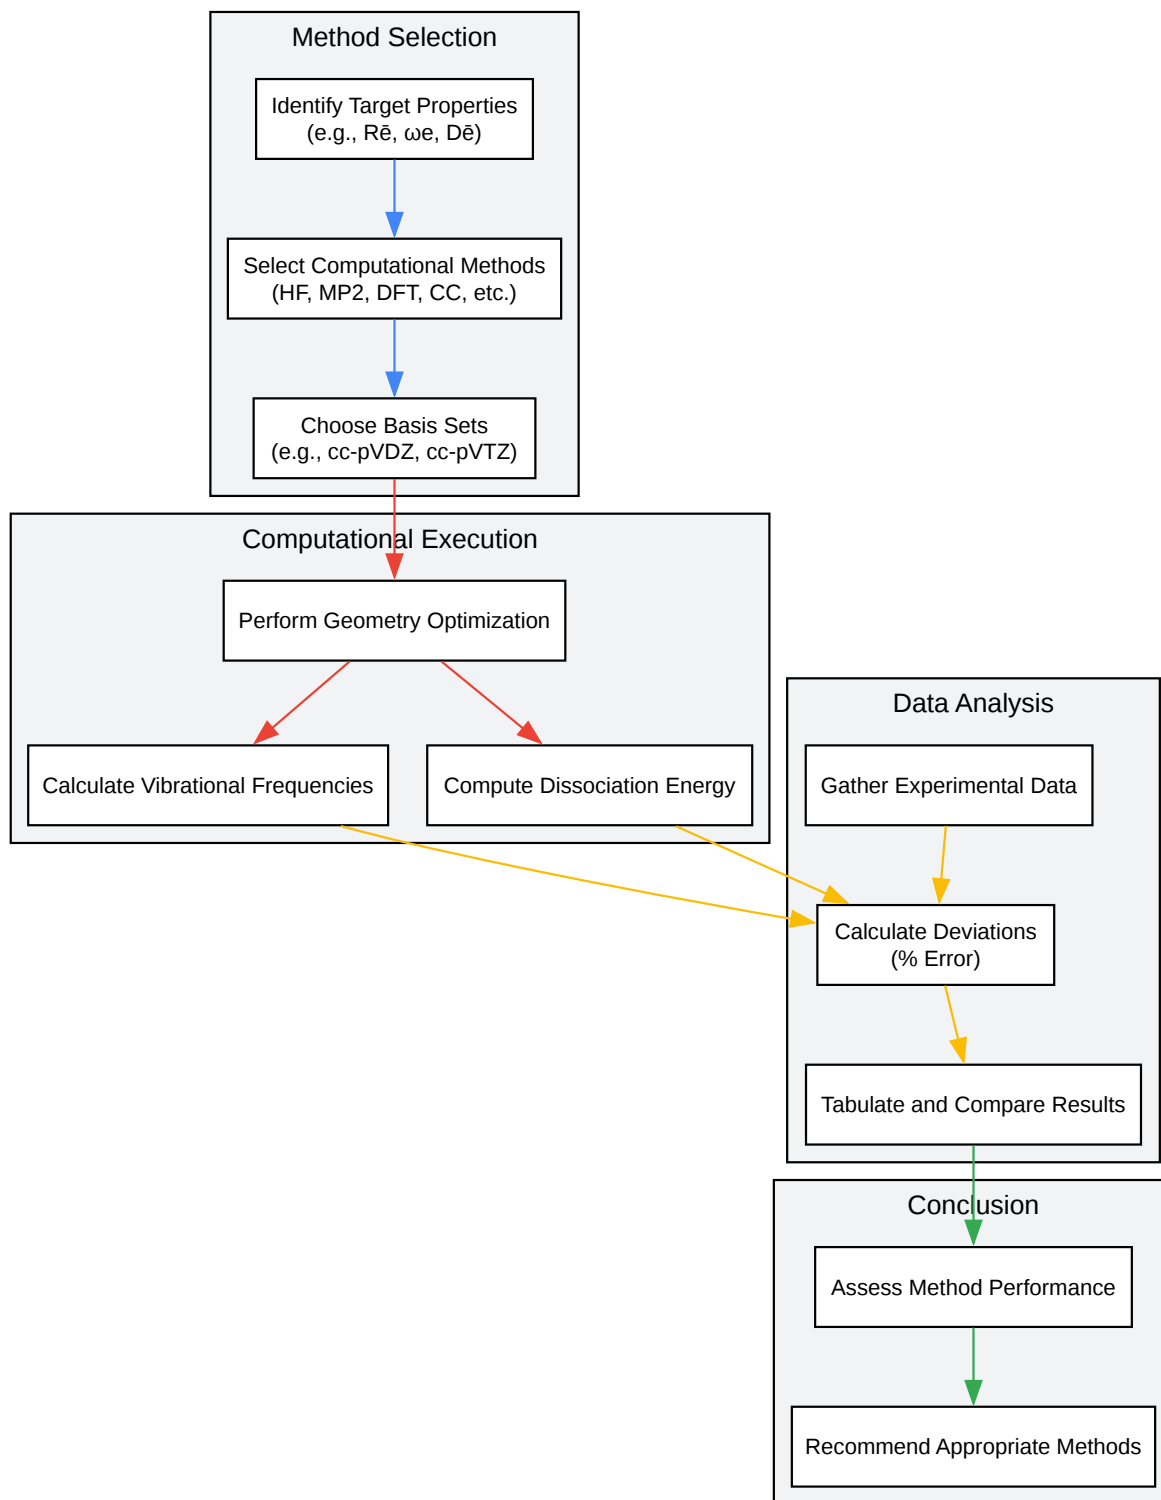 Method Selection
Identify Target Properties
(e.g., Rē, ωe, Dē)
Select Computational Methods
(HF, MP2, DFT, CC, etc.)
Choose Basis Sets
(e.g., cc-pVDZ, cc-pVTZ)
Computational Execution
Perform Geometry Optimization
Calculate Vibrational Frequencies
Compute Dissociation Energy
Data Analysis
Gather Experimental Data
Calculate Deviations
(% Error)
Tabulate and Compare Results
Conclusion
Assess Method Performance
Recommend Appropriate Methods